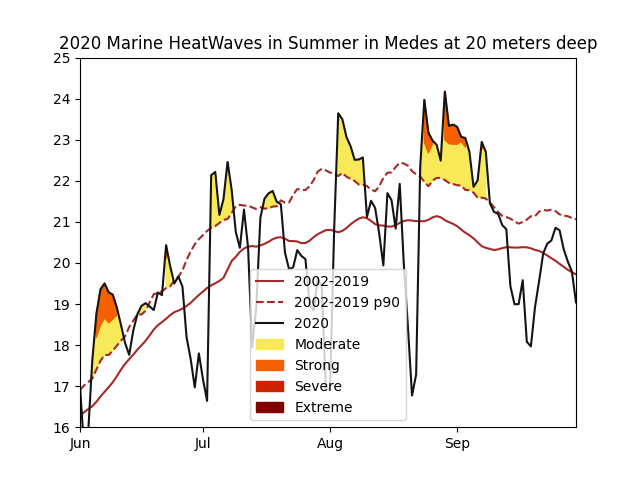 2020 Marine HeatWaves in Summer in Medes at 20 meters deep
25
24
23
22
21
20
19
18
17
16
Jun Jul Aug Sep
2002-2019
2002-2019 p90
2020
Moderate
Strong
Severe
Extreme